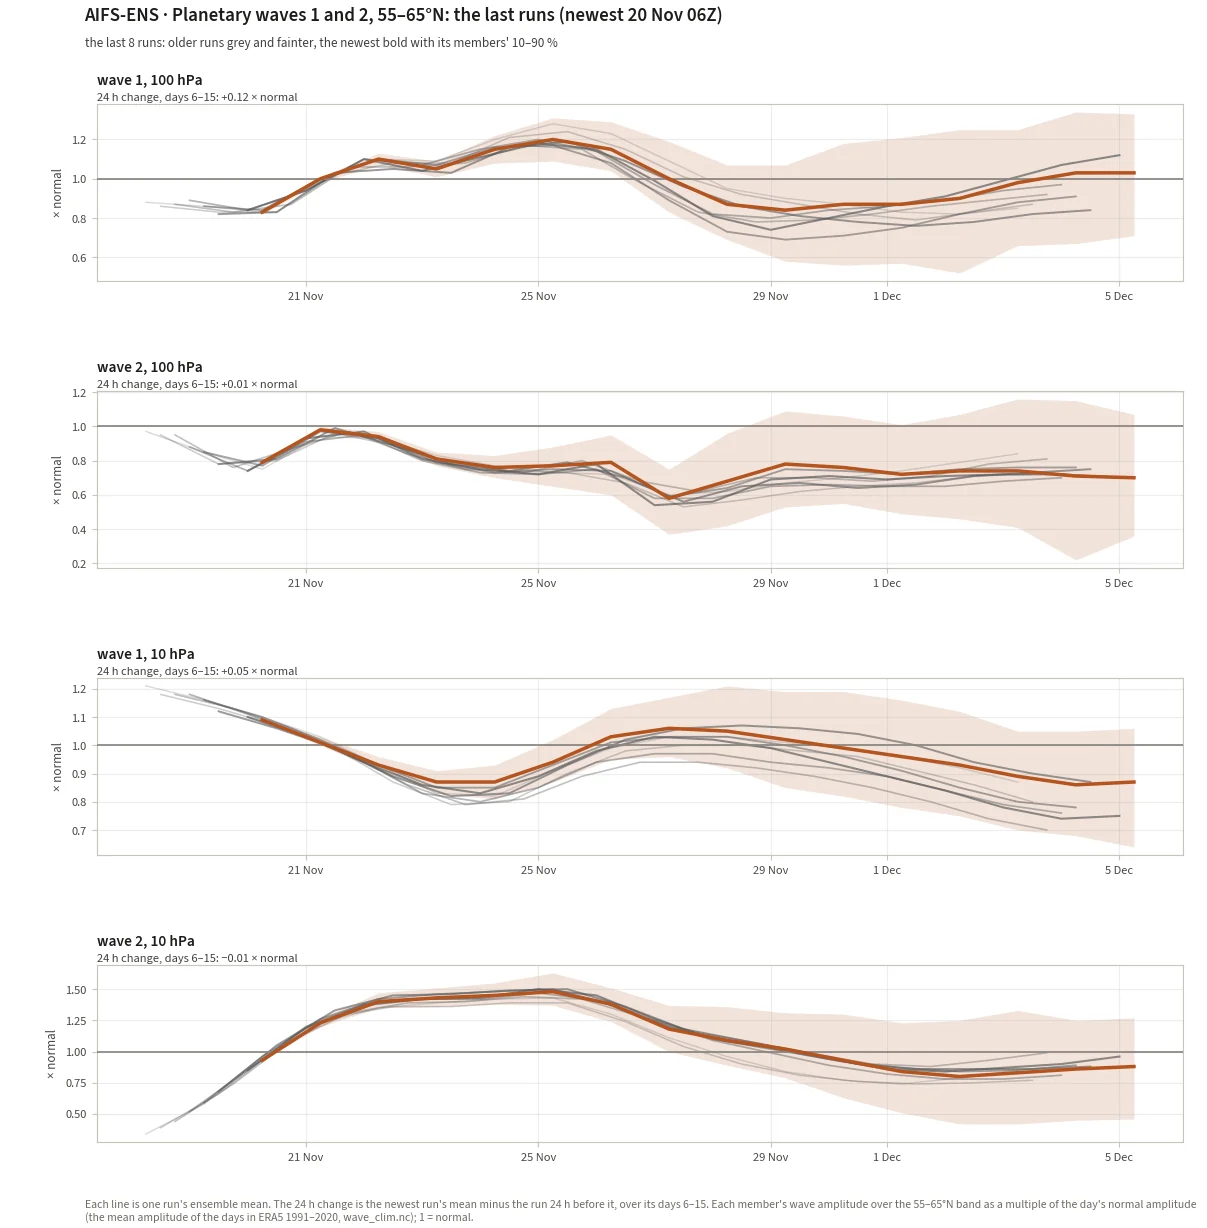 AIFS-ENS · Planetary waves 1 and 2, 55–65°N: the last runs (newest 20 Nov 06Z)
the last 8 runs: older runs grey and fainter, the newest bold with its members' 10–90 %
wave 1, 100 hPa
24 h change, days 6–15: +0.12 × normal
1.2
1.0
0.8
0.6
× normal
21 Nov
25 Nov
29 Nov
1 Dec
5 Dec
wave 2, 100 hPa
24 h change, days 6–15: +0.01 × normal
1.2
1.0
0.8
0.6
0.4
0.2
× normal
21 Nov
25 Nov
29 Nov
1 Dec
5 Dec
wave 1, 10 hPa
24 h change, days 6–15: +0.05 × normal
1.2
1.1
1.0
0.9
0.8
0.7
× normal
21 Nov
25 Nov
29 Nov
1 Dec
5 Dec
wave 2, 10 hPa
24 h change, days 6–15: −0.01 × normal
1.50
1.25
1.00
0.75
0.50
× normal
21 Nov
25 Nov
29 Nov
1 Dec
5 Dec
Each line is one run's ensemble mean. The 24 h change is the newest run's mean minus the run 24 h before it, over its days 6–15. Each member's wave amplitude over the 55–65°N band as a multiple of the day's normal amplitude
(the mean amplitude of the days in ERA5 1991–2020, wave_clim.nc); 1 = normal.